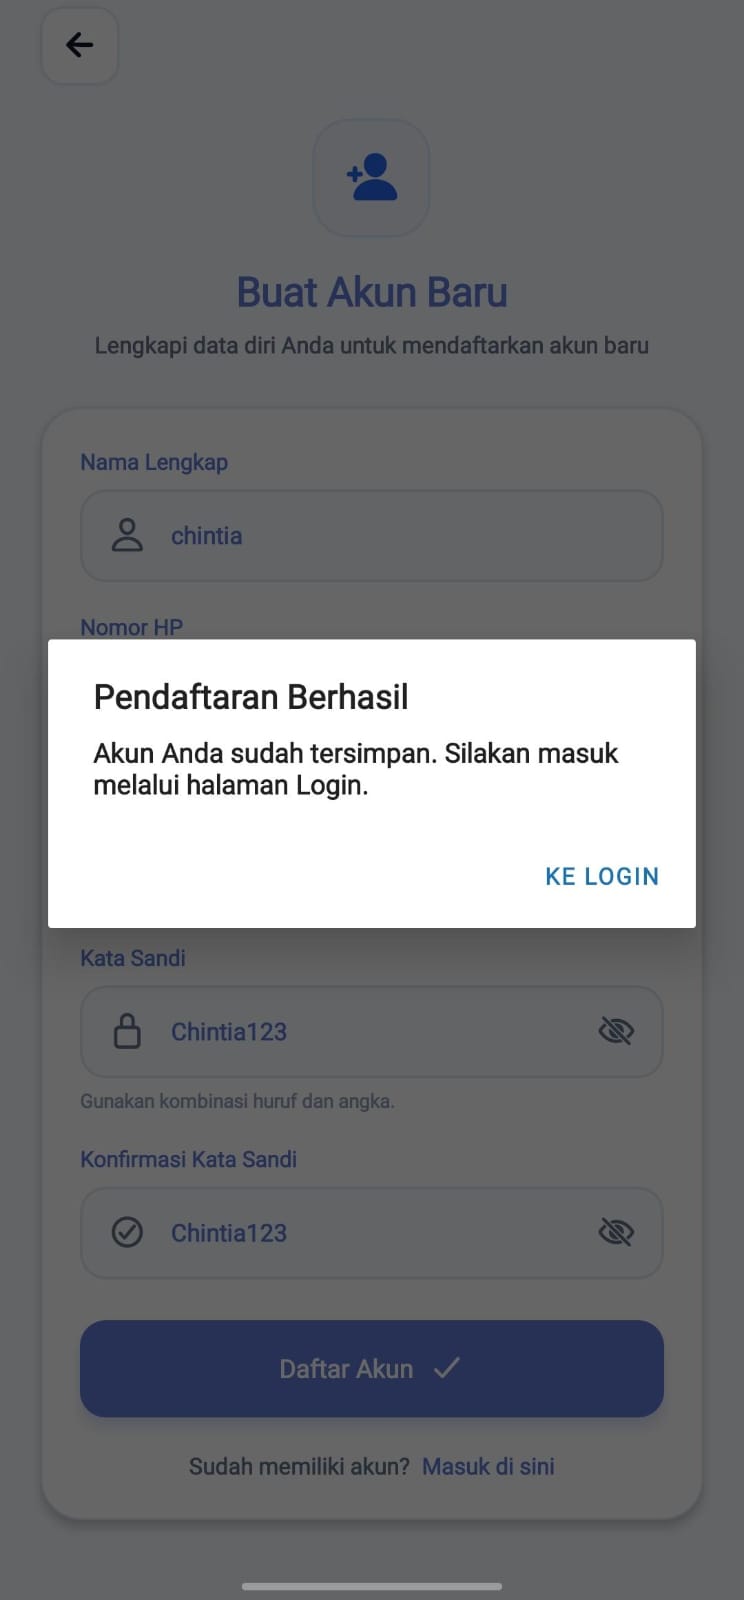 Buat Akun Baru
Lengkapi data diri Anda untuk mendaftarkan akun baru
Nama Lengkap
chintia
Nomor HP
Pendaftaran Berhasil
Akun Anda sudah tersimpan. Silakan masuk
melalui halaman Login.
KE LOGIN
Kata Sandi
Chintia123
Gunakan kombinasi huruf dan angka.
Konfirmasi Kata Sandi
Chintia123
Daftar Akun
Sudah memiliki akun? Masuk di sini